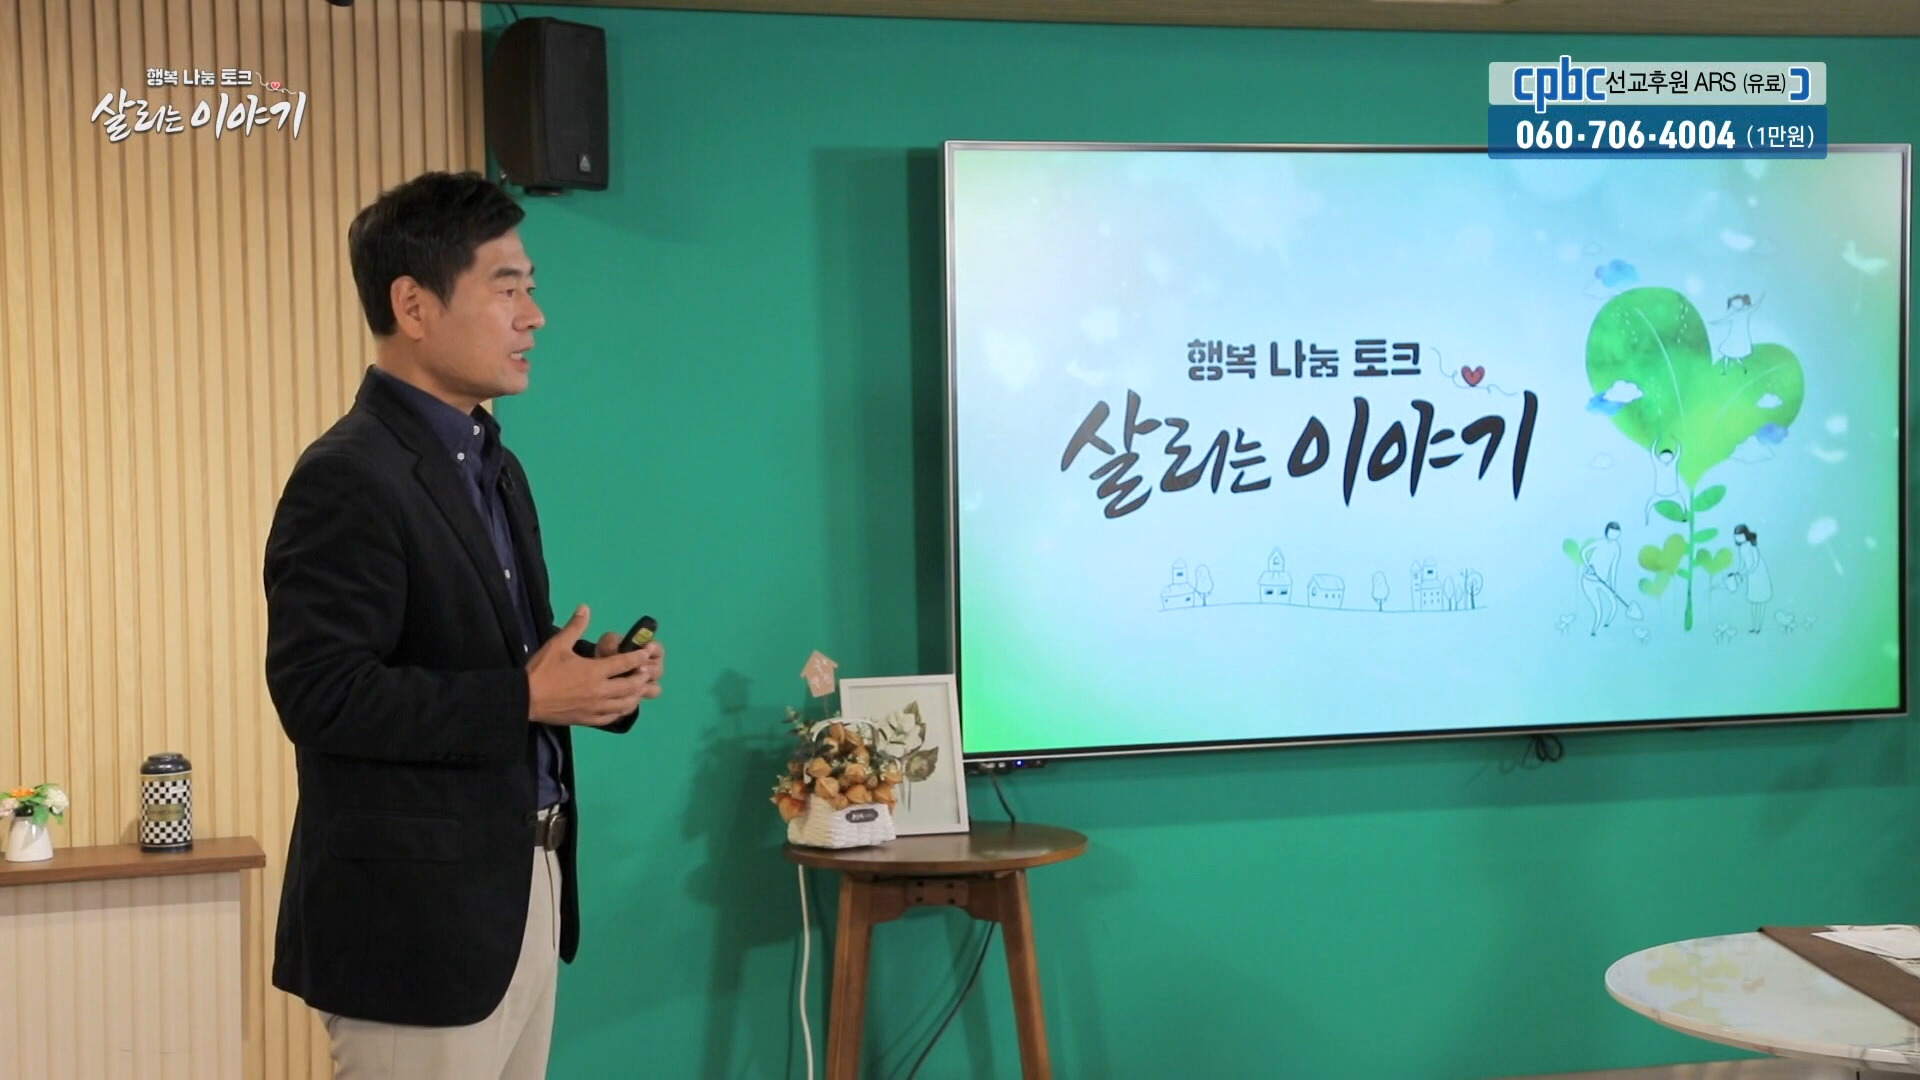 행복 나눔 토크
살리는 이야기
cpbc 선교후원 ARS (유료)
060·706·4004 (1만원)
행복 나눔 토크
살리는 이야기